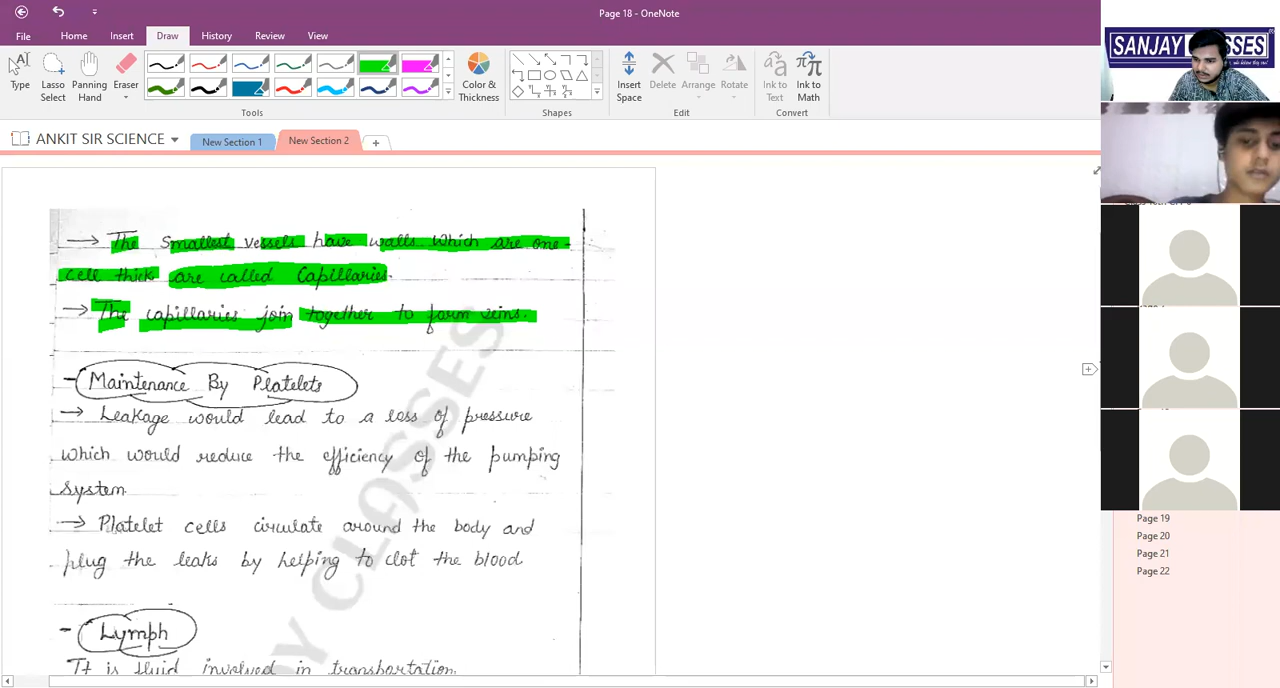 Page 18 - OneNote
File Home Insert Draw History Review View
Type
Lasso Select
Panning Hand
Eraser
Color & Thickness
Insert Space
Delete
Arrange
Rotate
Ink to Text
Ink to Math
Tools
Shapes
Edit
Convert
ANKIT SIR SCIENCE
New Section 1
New Section 2
SANJAY CLASSES
→ The smallest vessels have walls which are one-
cell thick are called Capillaries.
→ The capillaries join together to form veins.
- Maintenance By Platelets
→ Leakage would lead to a loss of pressure
which would reduce the efficiency of the pumping
system
→ Platelet cells circulate around the body and
plug the leaks by helping to clot the blood
- Lymph
It is fluid involved in transportation.
Page 19
Page 20
Page 21
Page 22